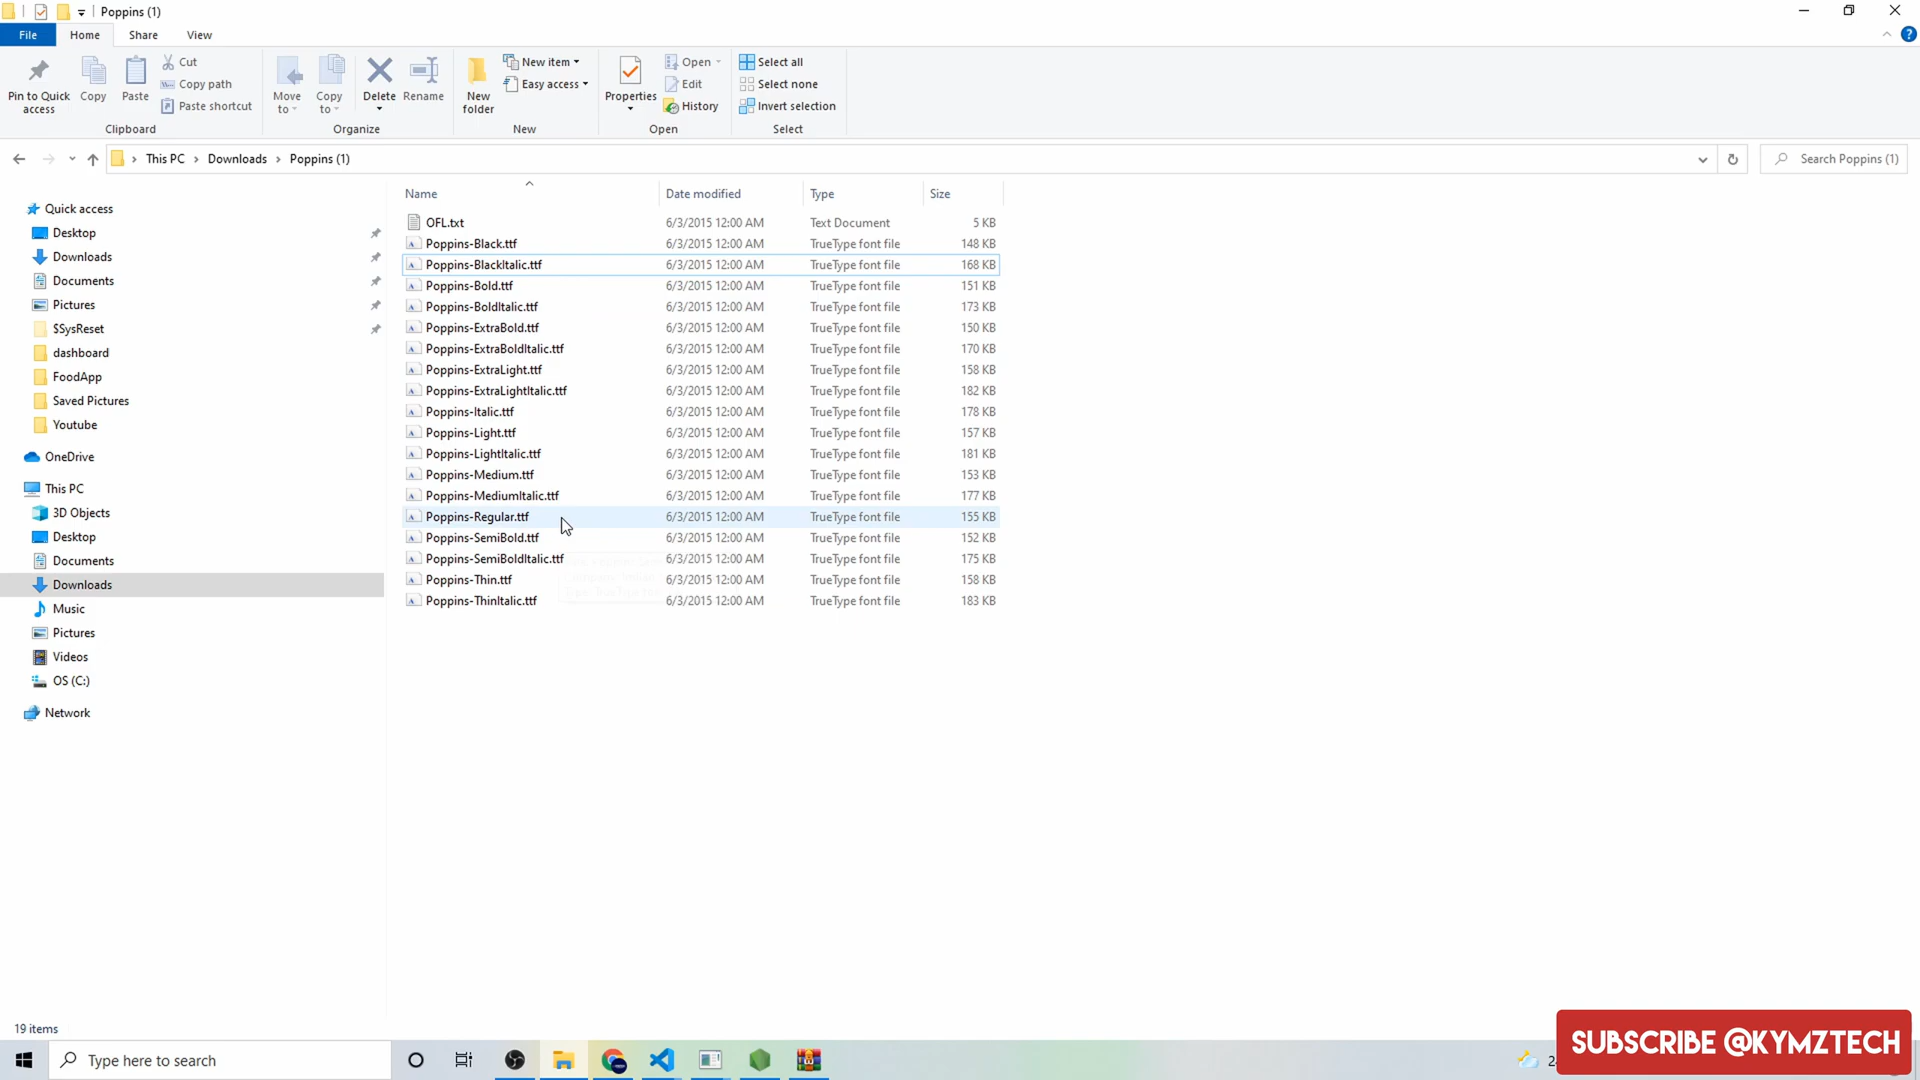 Poppins (1)
File Home Share View
Pin to Quick access
Copy
Paste
Cut
Copy path
Paste shortcut
Clipboard
Move to
Copy to
Delete
Rename
Organize
New folder
New item
Easy access
New
Properties
Open
Edit
History
Open
Select all
Select none
Invert selection
Select
This PC > Downloads > Poppins (1)
Search Poppins (1)
Quick access
Desktop
Downloads
Documents
Pictures
$SysReset
dashboard
FoodApp
Saved Pictures
Youtube
OneDrive
This PC
3D Objects
Desktop
Documents
Downloads
Music
Pictures
Videos
OS (C:)
Network
Name Date modified Type Size
OFL.txt 6/3/2015 12:00 AM Text Document 5 KB
Poppins-Black.ttf 6/3/2015 12:00 AM TrueType font file 148 KB
Poppins-BlackItalic.ttf 6/3/2015 12:00 AM TrueType font file 168 KB
Poppins-Bold.ttf 6/3/2015 12:00 AM TrueType font file 151 KB
Poppins-BoldItalic.ttf 6/3/2015 12:00 AM TrueType font file 173 KB
Poppins-ExtraBold.ttf 6/3/2015 12:00 AM TrueType font file 150 KB
Poppins-ExtraBoldItalic.ttf 6/3/2015 12:00 AM TrueType font file 170 KB
Poppins-ExtraLight.ttf 6/3/2015 12:00 AM TrueType font file 158 KB
Poppins-ExtraLightItalic.ttf 6/3/2015 12:00 AM TrueType font file 182 KB
Poppins-Italic.ttf 6/3/2015 12:00 AM TrueType font file 178 KB
Poppins-Light.ttf 6/3/2015 12:00 AM TrueType font file 157 KB
Poppins-LightItalic.ttf 6/3/2015 12:00 AM TrueType font file 181 KB
Poppins-Medium.ttf 6/3/2015 12:00 AM TrueType font file 153 KB
Poppins-MediumItalic.ttf 6/3/2015 12:00 AM TrueType font file 177 KB
Poppins-Regular.ttf 6/3/2015 12:00 AM TrueType font file 155 KB
Poppins-SemiBold.ttf 6/3/2015 12:00 AM TrueType font file 152 KB
Poppins-SemiBoldItalic.ttf 6/3/2015 12:00 AM TrueType font file 175 KB
Poppins-Thin.ttf 6/3/2015 12:00 AM TrueType font file 158 KB
Poppins-ThinItalic.ttf 6/3/2015 12:00 AM TrueType font file 183 KB
19 items
Type here to search
SUBSCRIBE @KYMZTECH